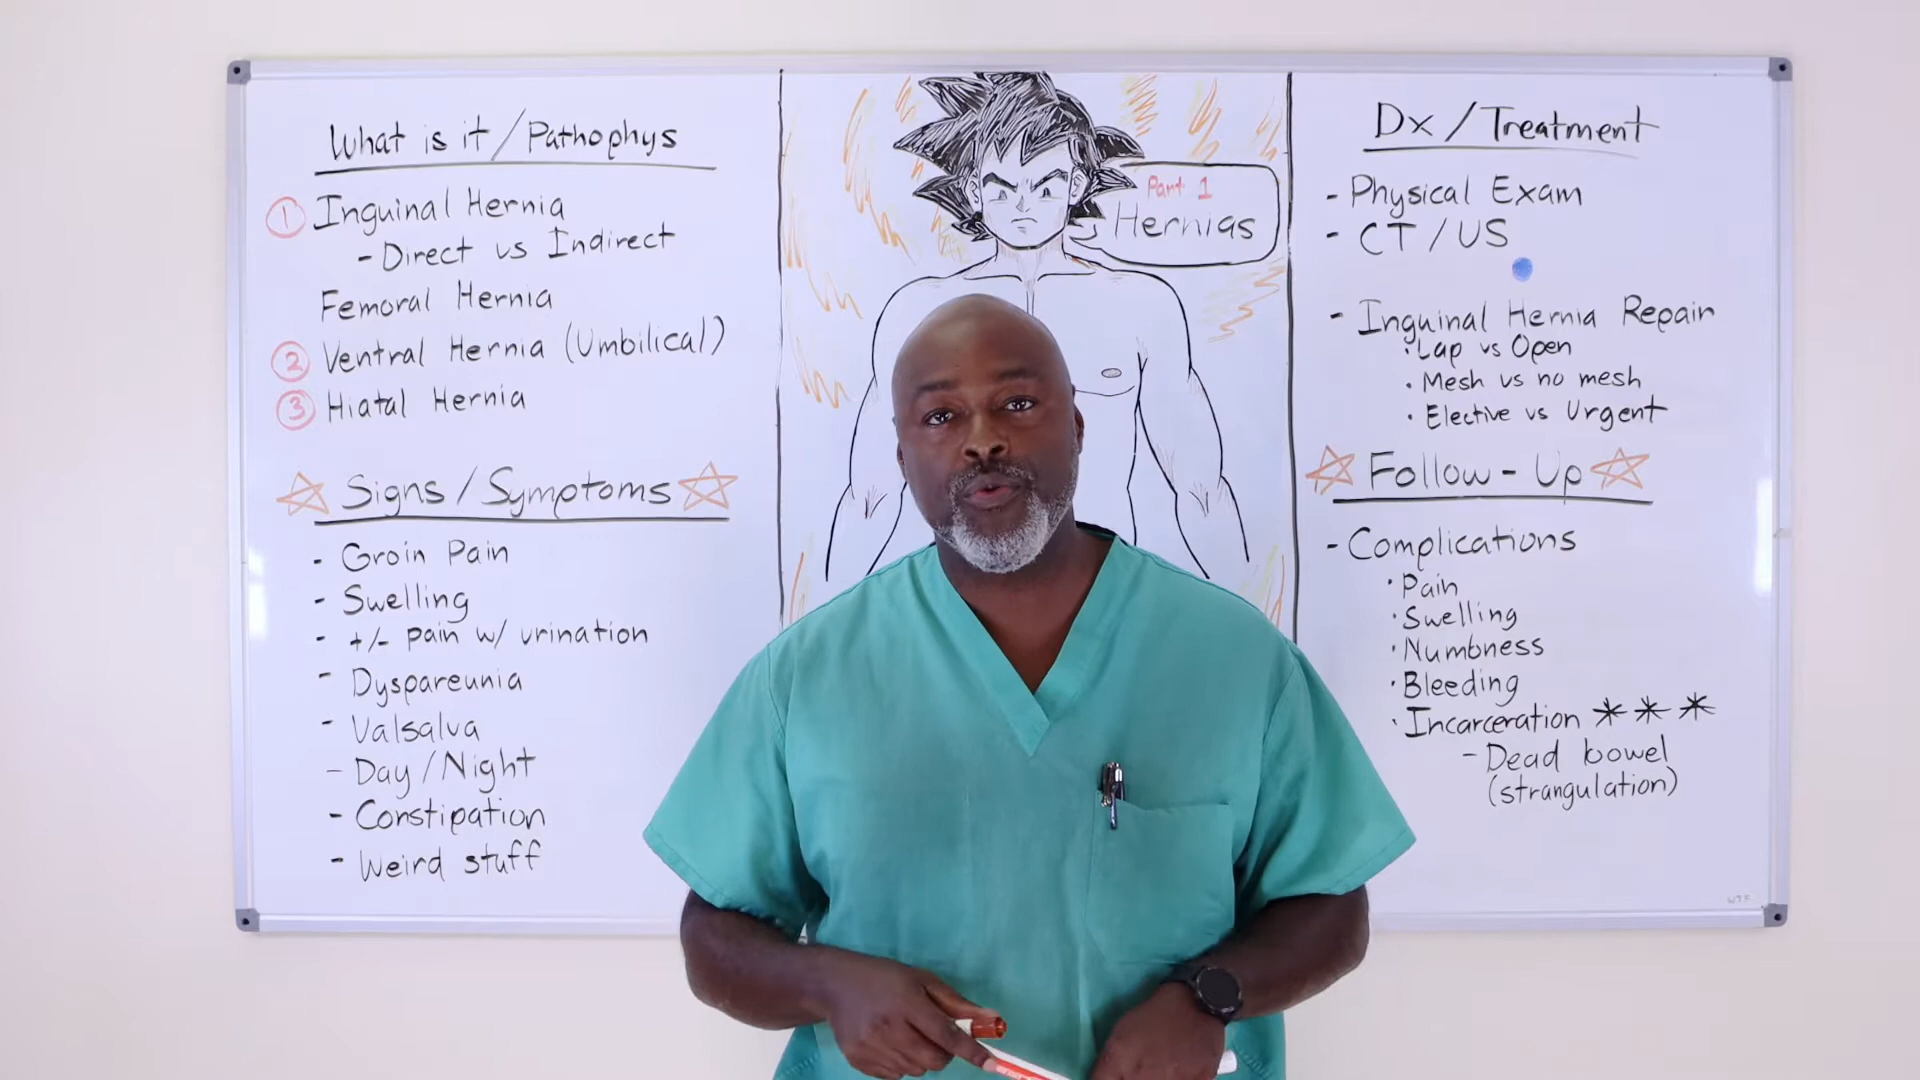 What is it / Pathophys
① Inguinal Hernia
- Direct vs Indirect
Femoral Hernia
② Ventral Hernia (Umbilical)
③ Hiatal Hernia
Signs / Symptoms
- Groin Pain
- Swelling
- +/- pain w/ urination
- Dyspareunia
- Valsalva
- Day / Night
- Constipation
- Weird stuff
Part 1
Hernias
Dx / Treatment
- Physical Exam
- CT / US
- Inguinal Hernia Repair
• Lap vs Open
• Mesh vs no mesh
• Elective vs Urgent
Follow-Up
- Complications
• Pain
• Swelling
• Numbness
• Bleeding
• Incarceration ***
- Dead bowel
(strangulation)